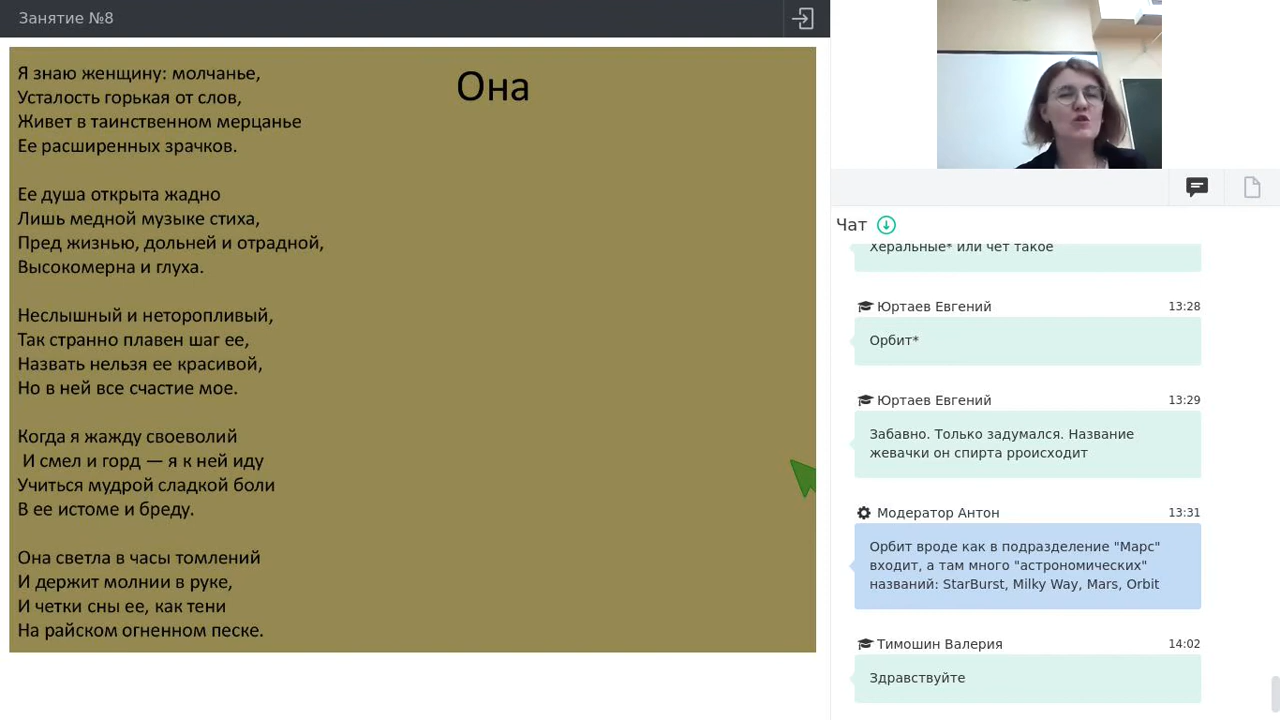 Занятие №8
Она
Я знаю женщину: молчанье,
Усталость горькая от слов,
Живет в таинственном мерцанье
Ее расширенных зрачков.
Ее душа открыта жадно
Лишь медной музыке стиха,
Пред жизнью, дольней и отрадной,
Высокомерна и глуха.
Неслышный и неторопливый,
Так странно плавен шаг ее,
Назвать нельзя ее красивой,
Но в ней все счастие мое.
Когда я жажду своеволий
И смел и горд — я к ней иду
Учиться мудрой сладкой боли
В ее истоме и бреду.
Она светла в часы томлений
И держит молнии в руке,
И четки сны ее, как тени
На райском огненном песке.
Чат
Херальные* или чет такое
Юртаев Евгений 13:28
Орбит*
Юртаев Евгений 13:29
Забавно. Только задумался. Название
жевачки он спирта рроисходит
Модератор Антон 13:31
Орбит вроде как в подразделение "Марс"
входит, а там много "астрономических"
названий: StarBurst, Milky Way, Mars, Orbit
Тимошин Валерия 14:02
Здравствуйте